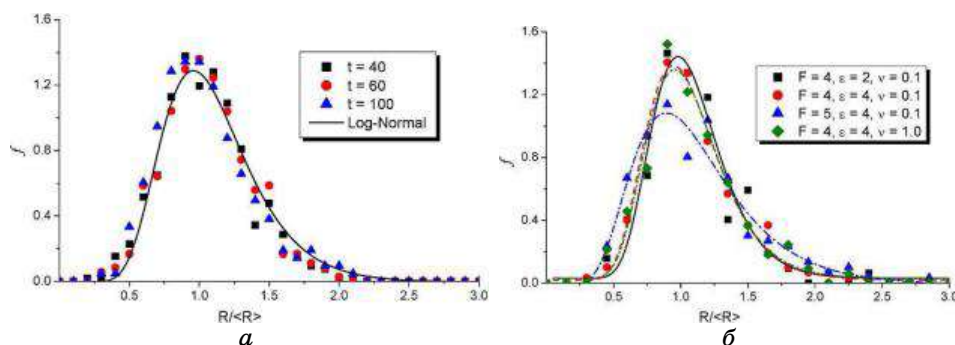 1.6
1.2
0.8
0.4
0.0
0.5
1.0
1.5
2.0
2.5
3.0
f
R/<R>
t = 40
t = 60
t = 100
Log-Normal
а
1.6
1.2
0.8
0.4
0.0
0.5
1.0
1.5
2.0
2.5
3.0
f
R/<R>
F = 4, ε = 2, ν = 0.1
F = 4, ε = 4, ν = 0.1
F = 5, ε = 4, ν = 0.1
F = 4, ε = 4, ν = 1.0
б